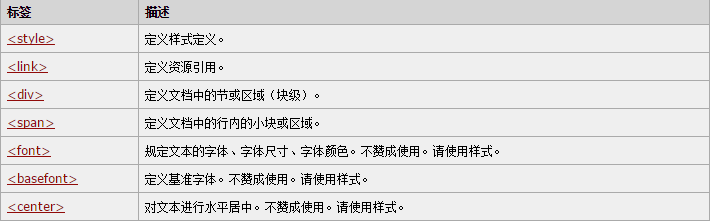 标签 描述
<style> 定义样式定义。
<link> 定义资源引用。
<div> 定义文档中的节或区域（块级）。
<span> 定义文档中的行内的小块或区域。
<font> 规定文本的字体、字体尺寸、字体颜色。不赞成使用。请使用样式。
<basefont> 定义基准字体。不赞成使用。请使用样式。
<center> 对文本进行水平居中。不赞成使用。请使用样式。